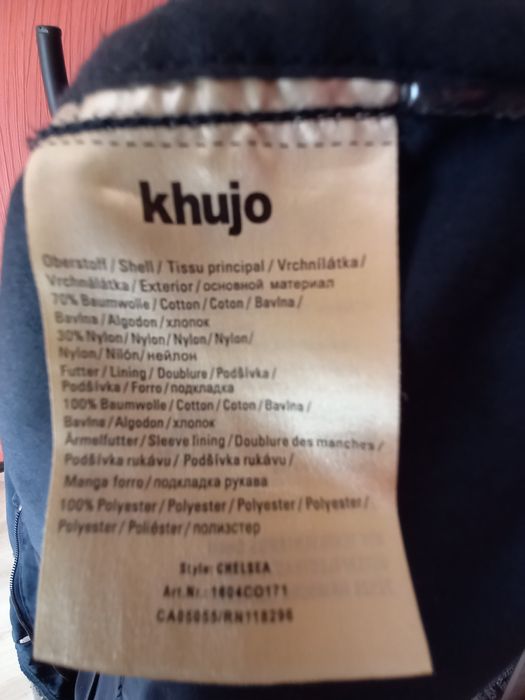 khujo
Oberstoff / Shell / Tissu principal / Vrchnílátka /
Vrchnálátka / Exterior / основной материал
70% Baumwolle / Cotton / Coton / Bavlna /
Bavlna / Algodon / хлопок
30% Nylon/ Nylon/ Nylon/ Nylon/
Nylon/ Nilón/ нейлон
Futter / Lining / Doublure / Podšívka /
Podšívka / Forro / подкладка
100% Baumwolle / Cotton / Coton / Bavlna /
Bavlna / Algodon / хлопок
Ärmelfutter / Sleeve lining / Doublure des manches /
Podšívka rukávu / Podšívka rukávu /
Manga forro / подкладка рукава
100% Polyester / Polyester / Polyester / Polyester /
Polyester / Poliéster / полиэстер
Style: CHELSEA
Art.Nr.: 1604CO171
CA05055/RN118296